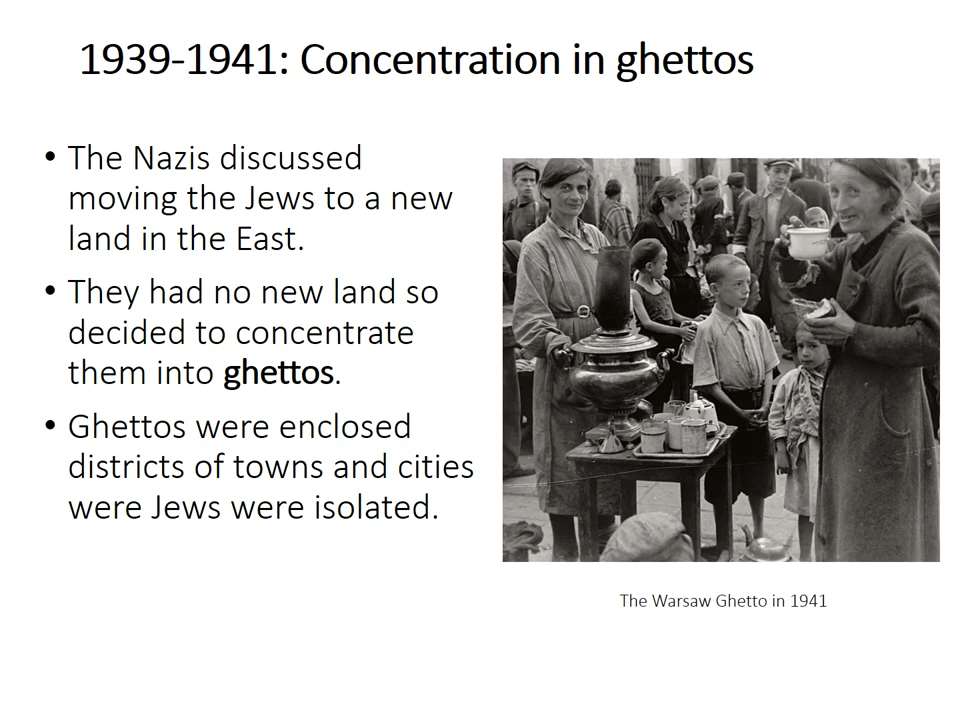 1939-1941: Concentration in ghettos
• The Nazis discussed
moving the Jews to a new
land in the East.
• They had no new land so
decided to concentrate
them into ghettos.
• Ghettos were enclosed
districts of towns and cities
were Jews were isolated.
The Warsaw Ghetto in 1941